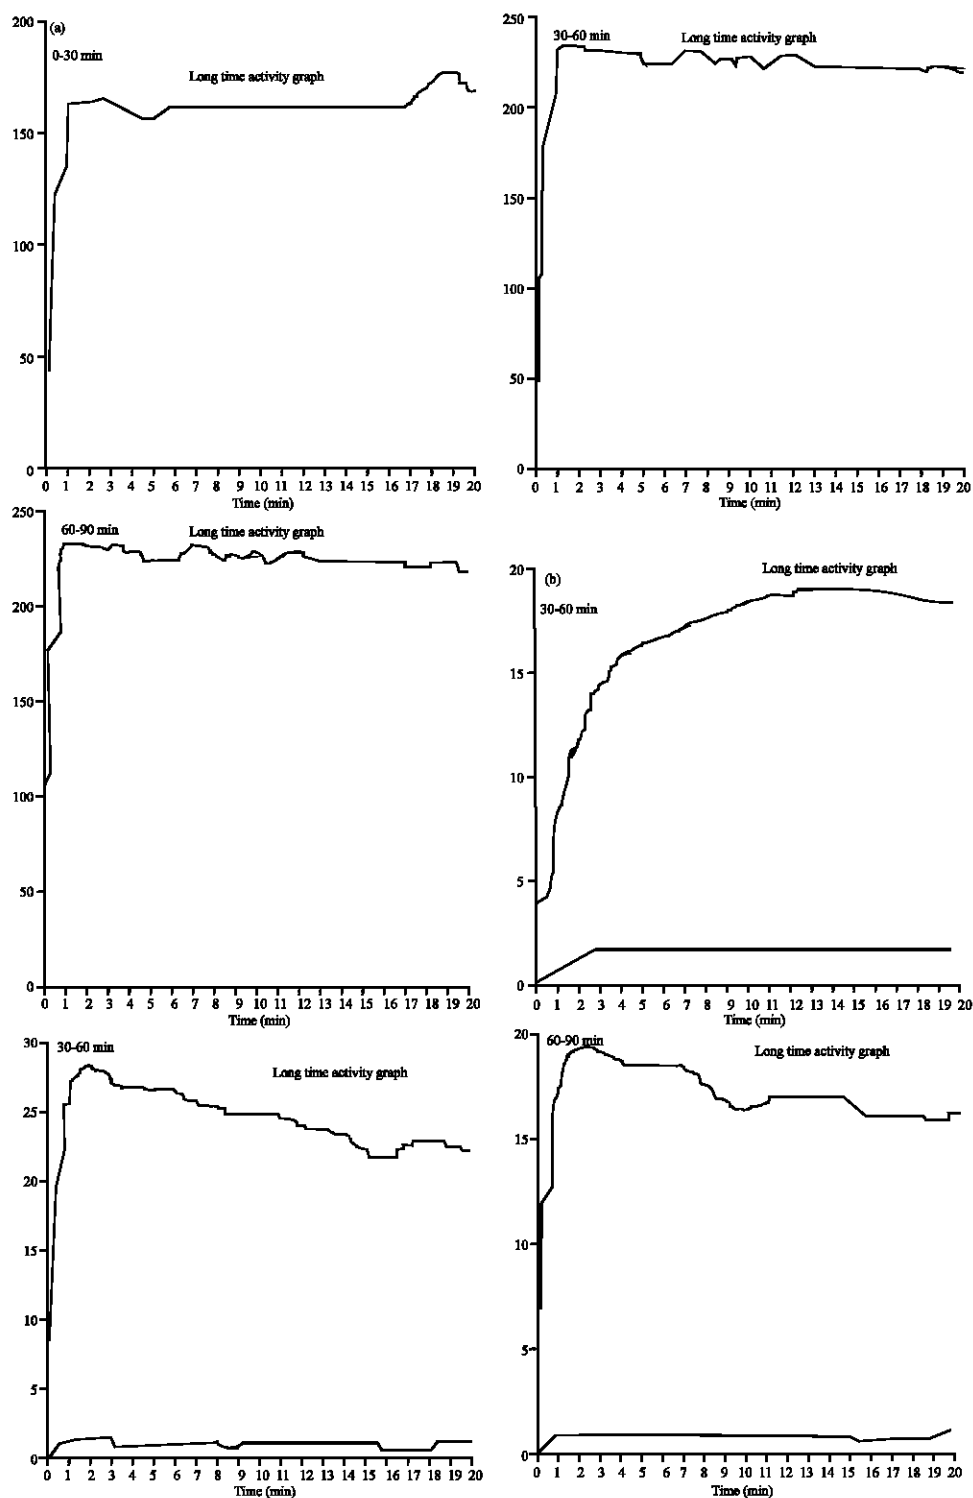 (a)
0-30 min
Long time activity graph
200
150
100
50
0
0 1 2 3 4 5 6 7 8 9 10 11 12 13 14 15 16 17 18 19 20
Time (min)
30-60 min
Long time activity graph
250
200
150
100
50
0
0 1 2 3 4 5 6 7 8 9 10 11 12 13 14 15 16 17 18 19 20
Time (min)
60-90 min
Long time activity graph
250
200
150
100
50
0
0 1 2 3 4 5 6 7 8 9 10 11 12 13 14 15 16 17 18 19 20
Time (min)
(b)
Long time activity graph
30-60 min
20
15
10
5
0
0 1 2 3 4 5 6 7 8 9 10 11 12 13 14 15 16 17 18 19 20
Time (min)
30-60 min
Long time activity graph
30
25
20
15
10
5
0
0 1 2 3 4 5 6 7 8 9 10 11 12 13 14 15 16 17 18 19 20
Time (min)
60-90 min
Long time activity graph
20
15
10
5
0
0 1 2 3 4 5 6 7 8 9 10 11 12 13 14 15 16 17 18 19 20
Time (min)